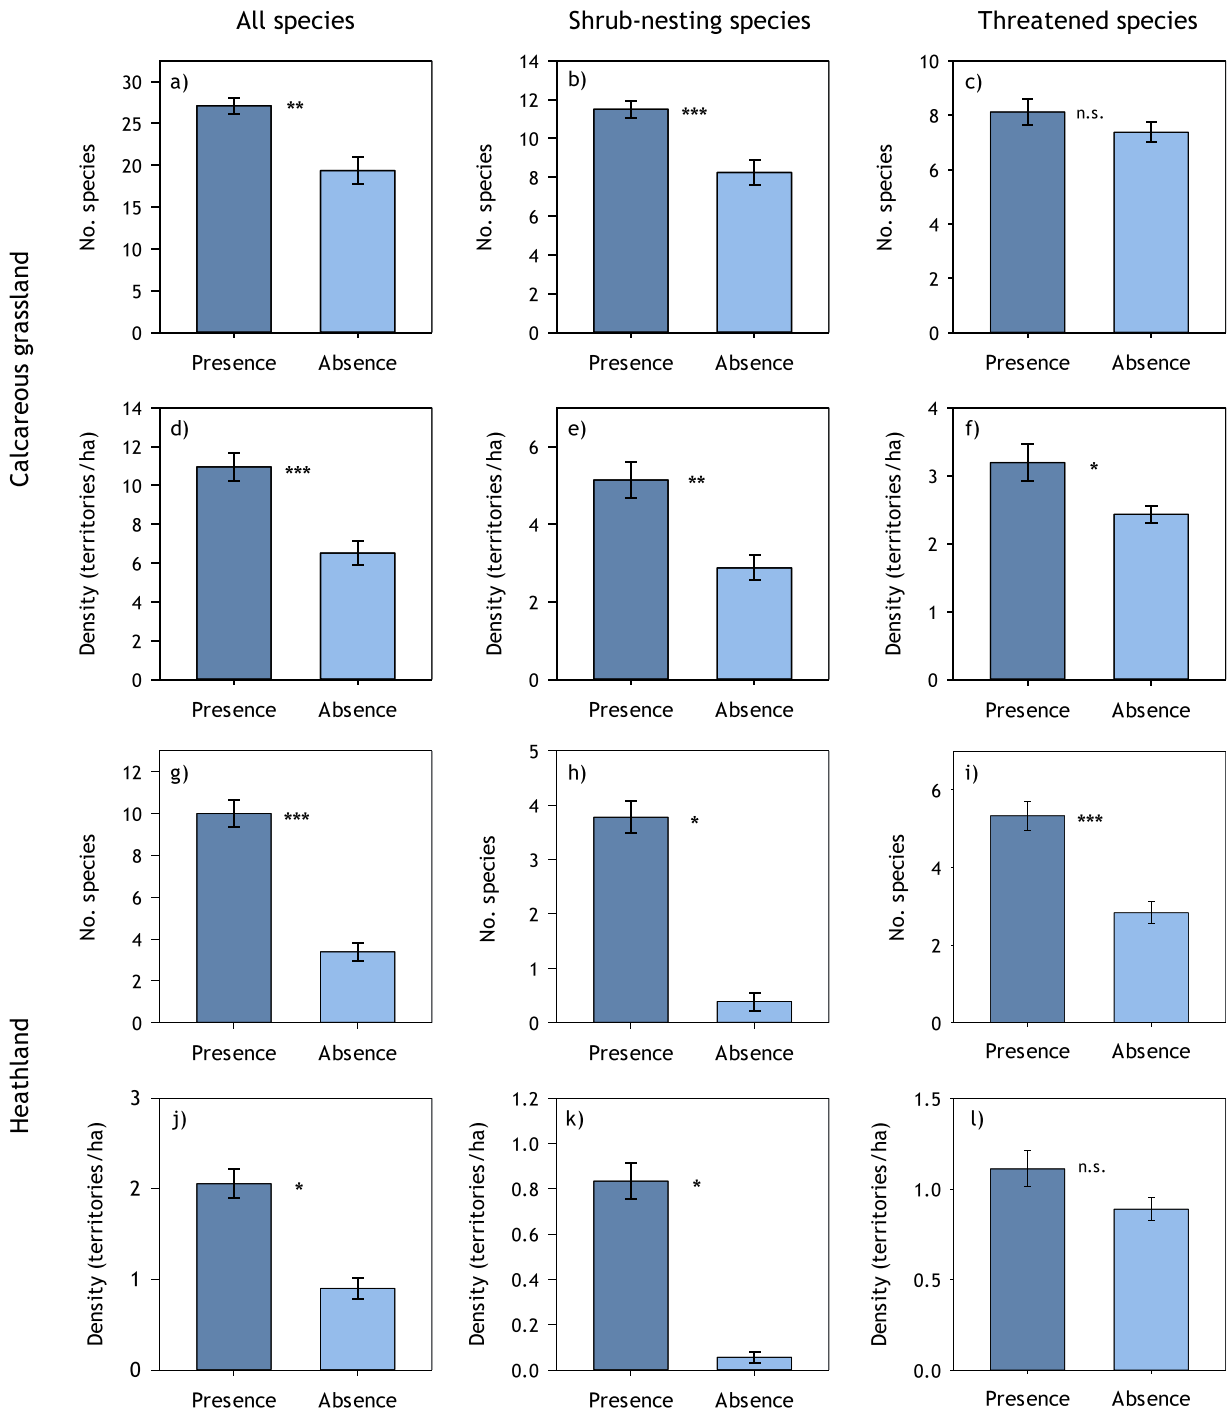 All species Shrub-nesting species Threatened species
Calcareous grassland
a)
**
No. species
30
25
20
15
10
5
0
Presence Absence
b)
***
No. species
14
12
10
8
6
4
2
0
Presence Absence
c)
n.s.
No. species
10
8
6
4
2
0
Presence Absence
d)
***
Density (territories/ha)
14
12
10
8
6
4
2
0
Presence Absence
e)
**
Density (territories/ha)
6
4
2
0
Presence Absence
f)
*
Density (territories/ha)
4
3
2
1
0
Presence Absence
Heathland
g)
***
No. species
12
10
8
6
4
2
0
Presence Absence
h)
*
No. species
5
4
3
2
1
0
Presence Absence
i)
***
No. species
6
4
2
0
Presence Absence
j)
*
Density (territories/ha)
3
2
1
0
Presence Absence
k)
*
Density (territories/ha)
1.2
1.0
0.8
0.6
0.4
0.2
0.0
Presence Absence
l)
n.s.
Density (territories/ha)
1.5
1.0
0.5
0.0
Presence Absence